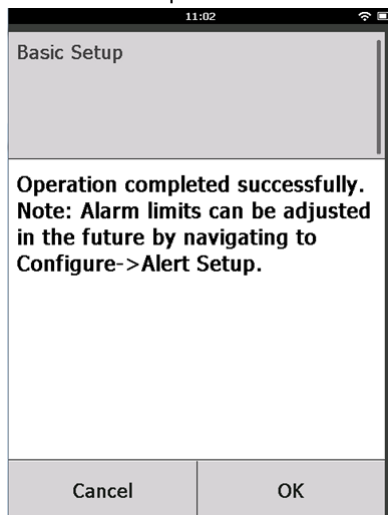 11:02
Basic Setup
Operation completed successfully.
Note: Alarm limits can be adjusted
in the future by navigating to
Configure->Alert Setup.
Cancel
OK